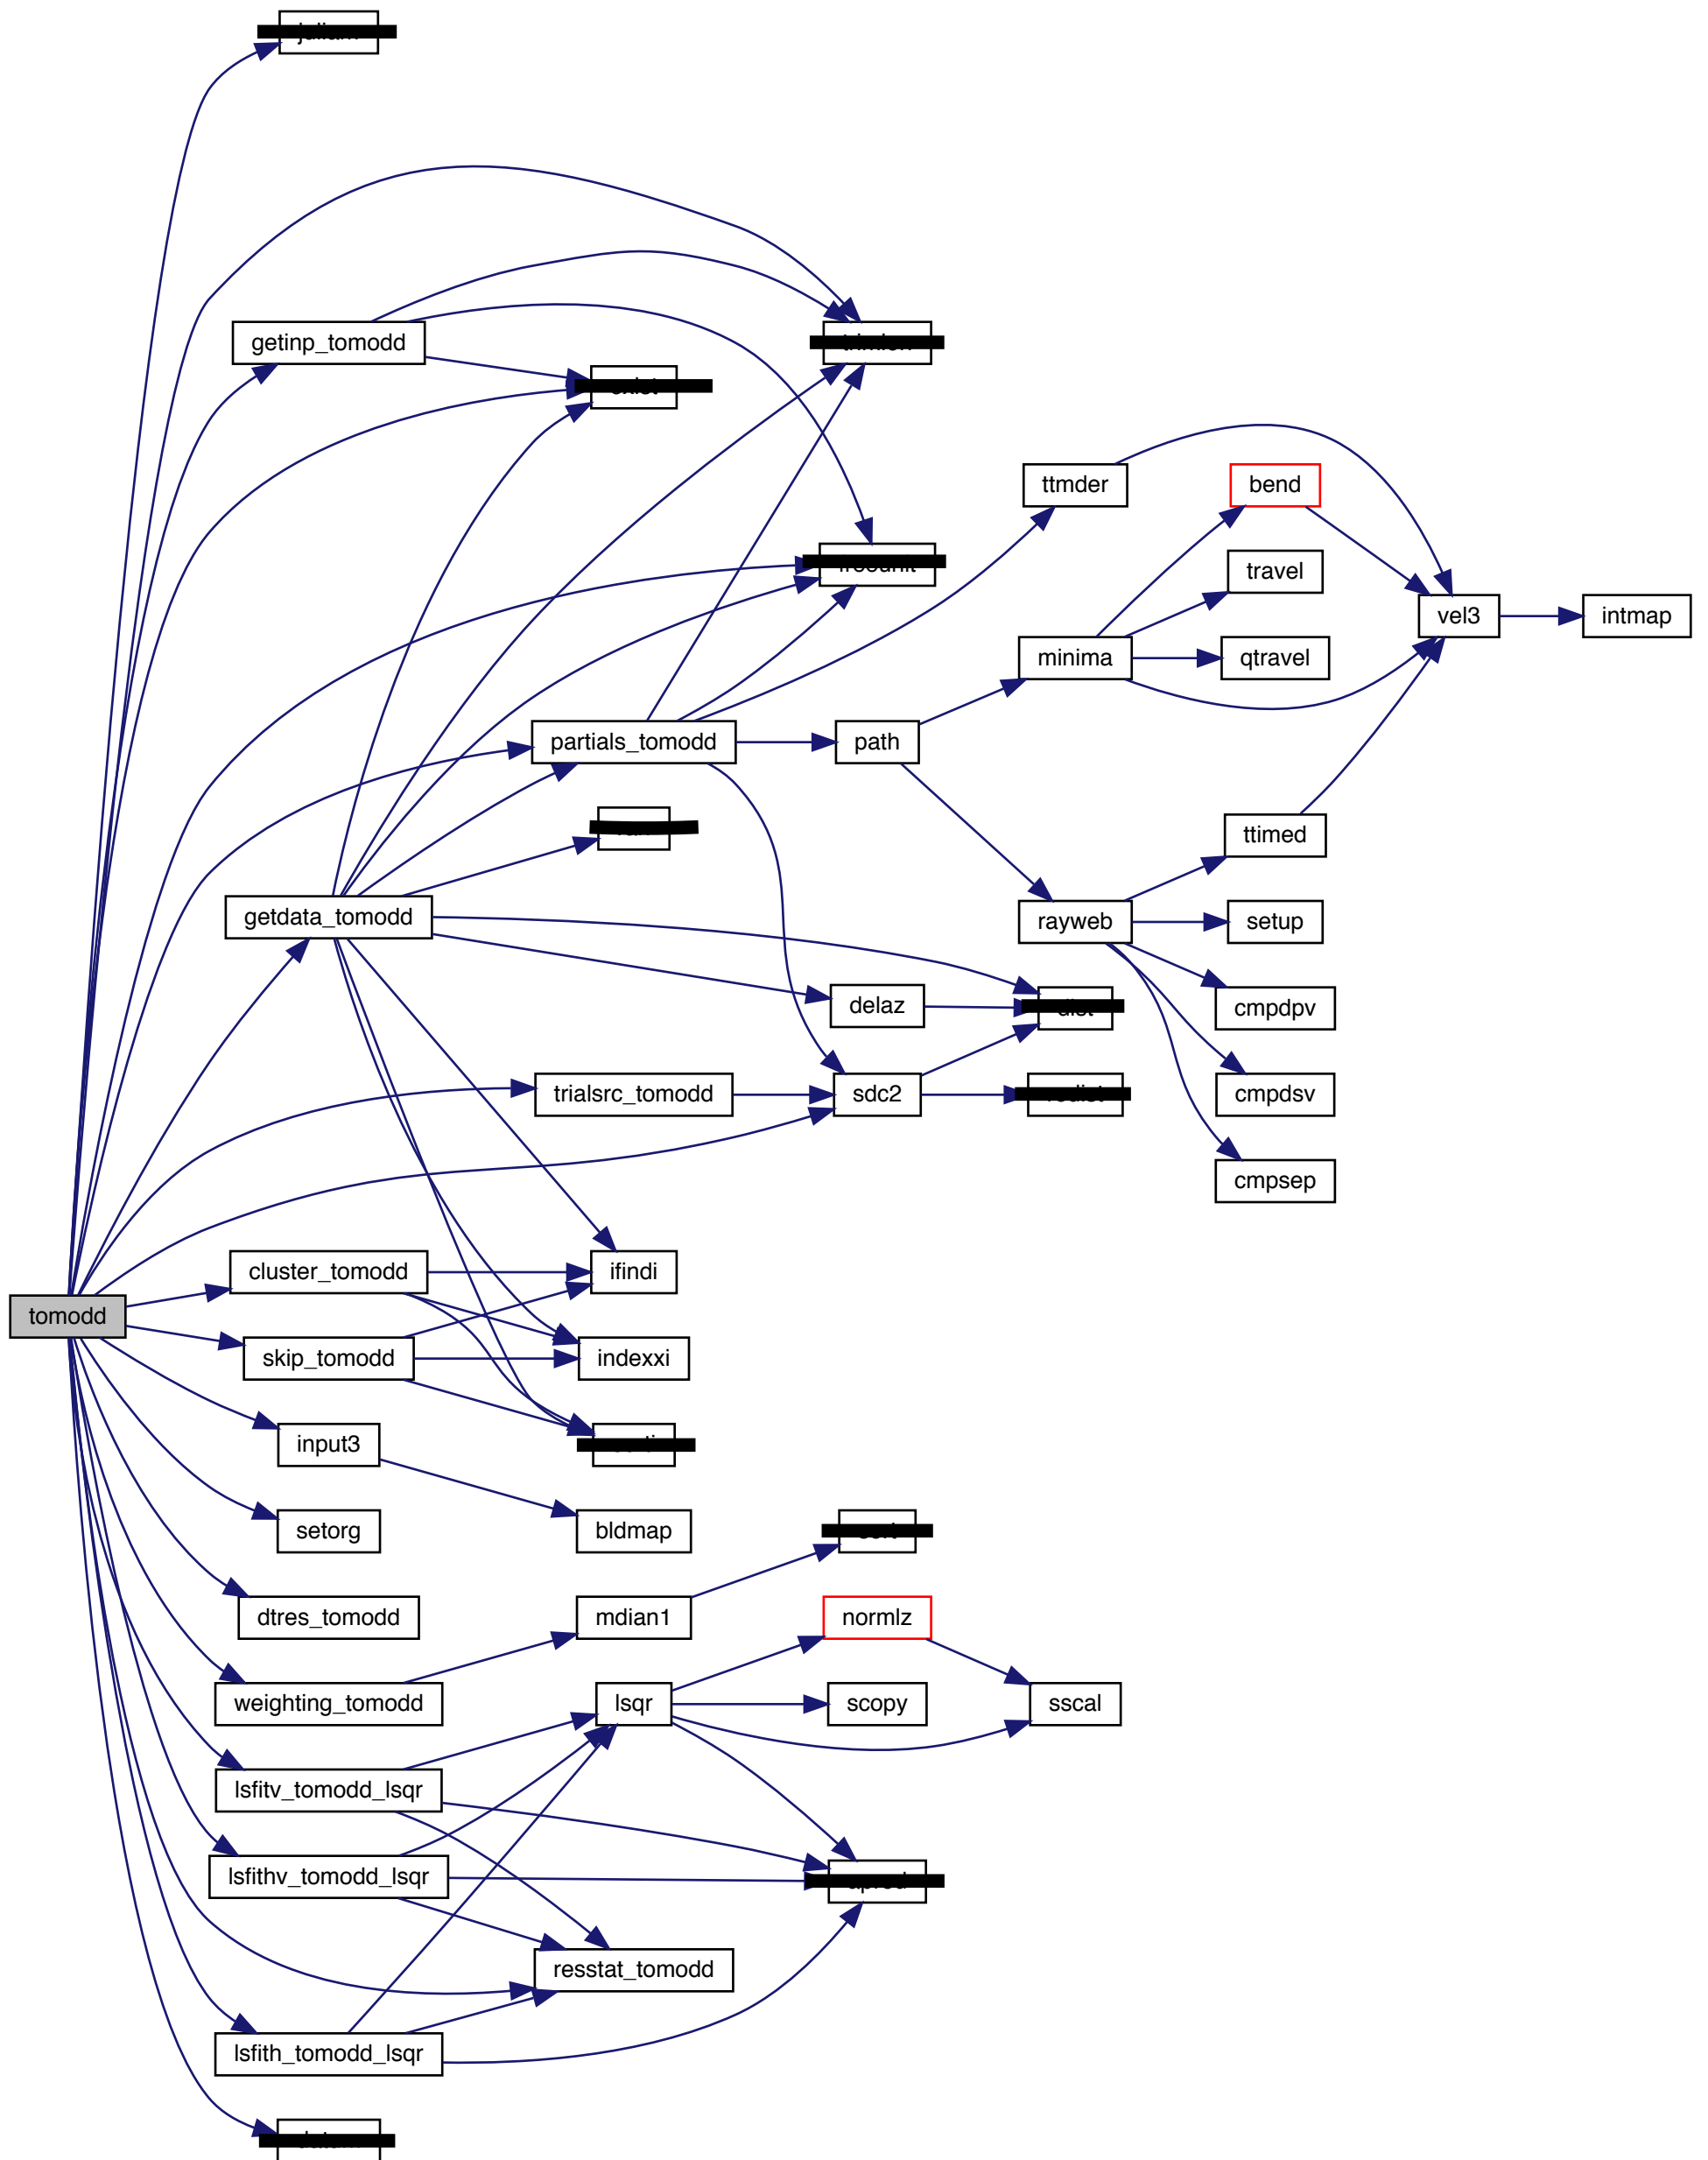 getinp_tomodd
ttmder
bend
travel
vel3
intmap
minima
qtravel
partials_tomodd
path
ttimed
getdata_tomodd
rayweb
setup
delaz
cmpdpv
trialsrc_tomodd
sdc2
cmpdsv
cmpsep
cluster_tomodd
ifindi
tomodd
skip_tomodd
indexxi
input3
setorg
bldmap
dtres_tomodd
mdian1
normlz
weighting_tomodd
lsqr
scopy
sscal
lsfitv_tomodd_lsqr
lsfithv_tomodd_lsqr
resstat_tomodd
lsfith_tomodd_lsqr